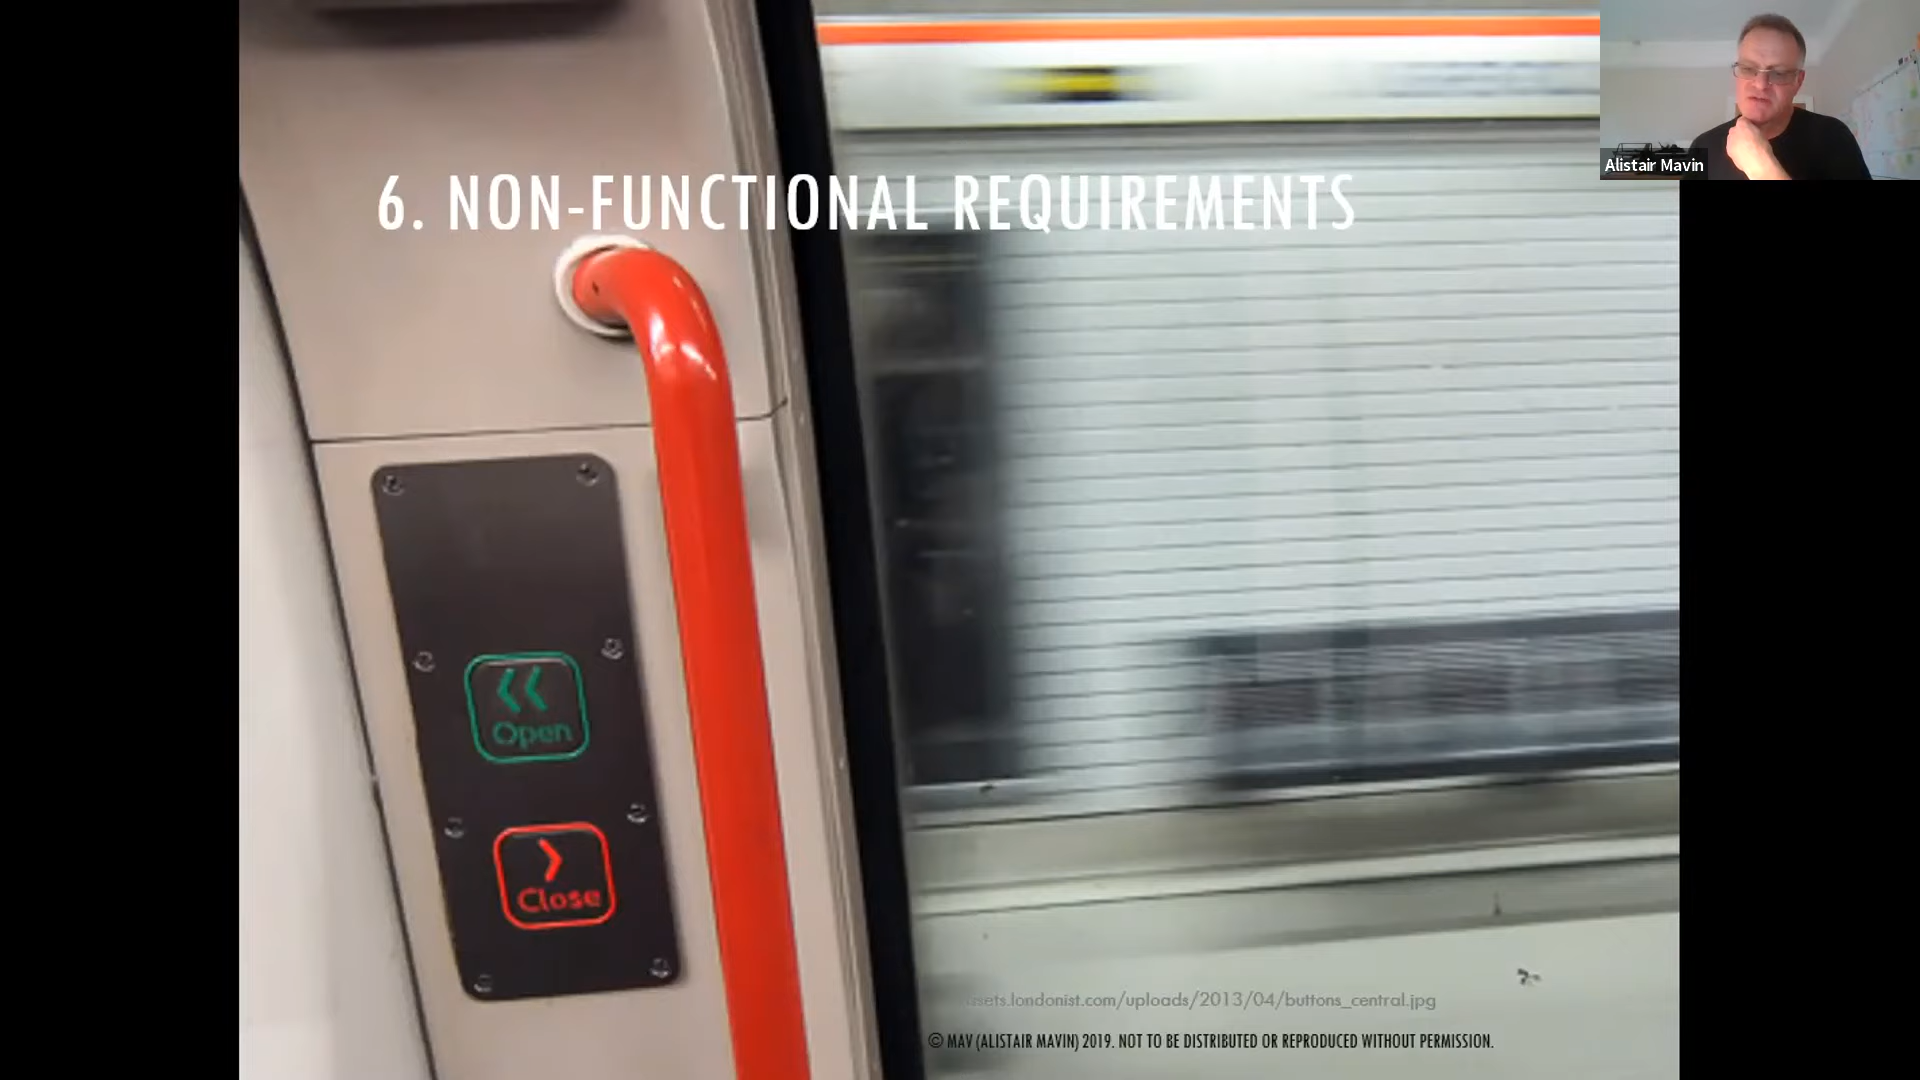 6. NON-FUNCTIONAL REQUIREMENTS
Alistair Mavin
Open
Close
sets.londonist.com/uploads/2013/04/buttons_central.jpg
© MAV (ALISTAIR MAVIN) 2019. NOT TO BE DISTRIBUTED OR REPRODUCED WITHOUT PERMISSION.